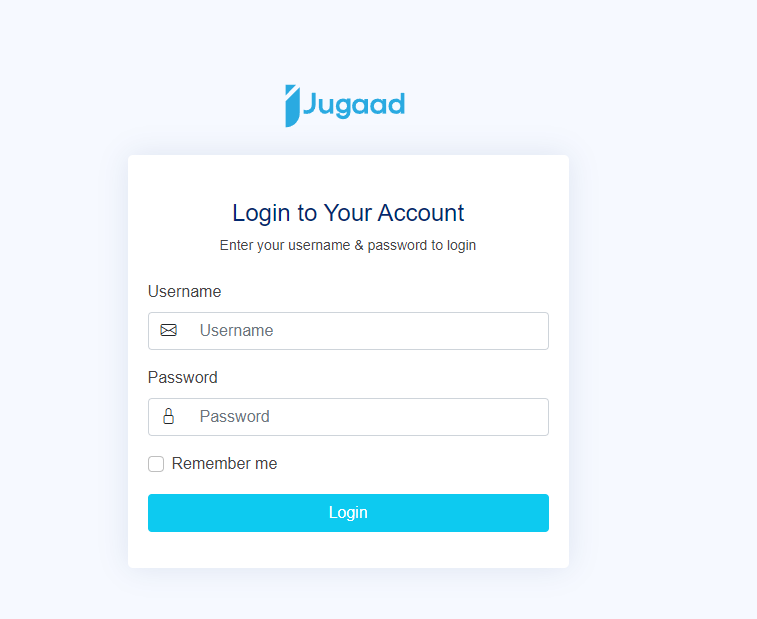 Jugaad
Login to Your Account
Enter your username & password to login
Username
Username
Password
Password
Remember me
Login